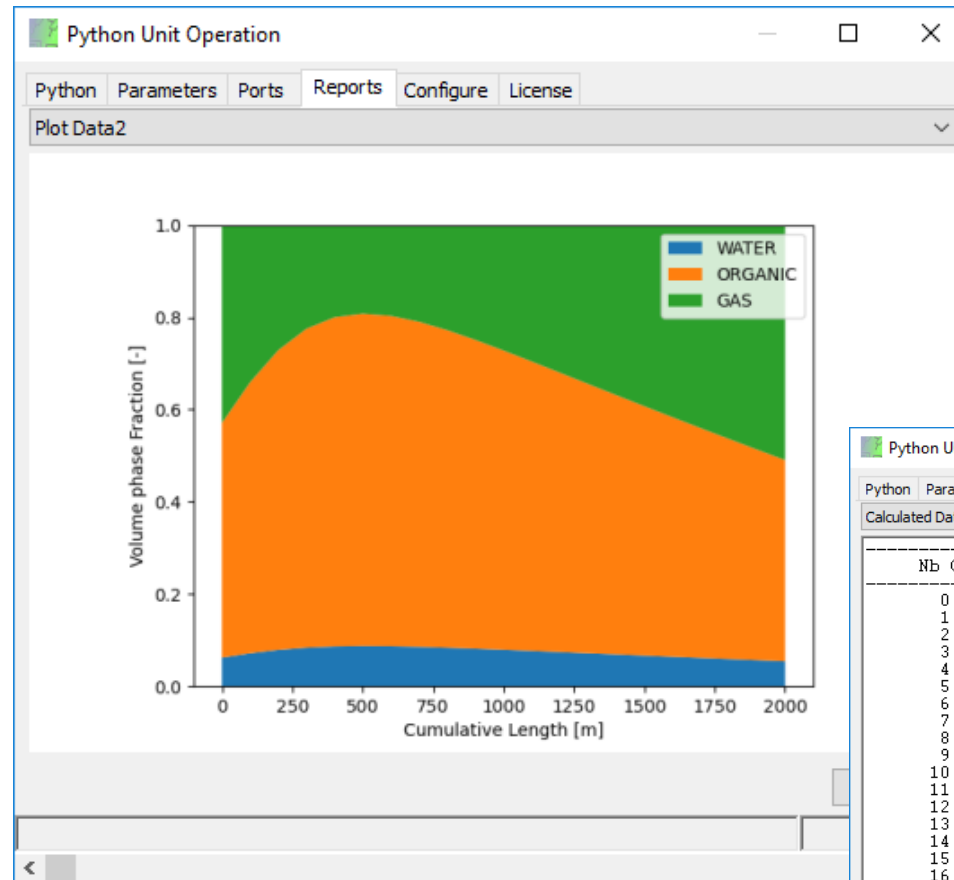 Python Unit Operation
Python Parameters Ports Reports Configure License
Plot Data2
1.0
0.8
0.6
0.4
0.2
0.0
Volume phase Fraction [-]
WATER
ORGANIC
GAS
0 250 500 750 1000 1250 1500 1750 2000
Cumulative Length [m]
Python
Python
Calculated
Nb
0
1
2
3
4
5
6
7
8
9
10
11
12
13
14
15
16